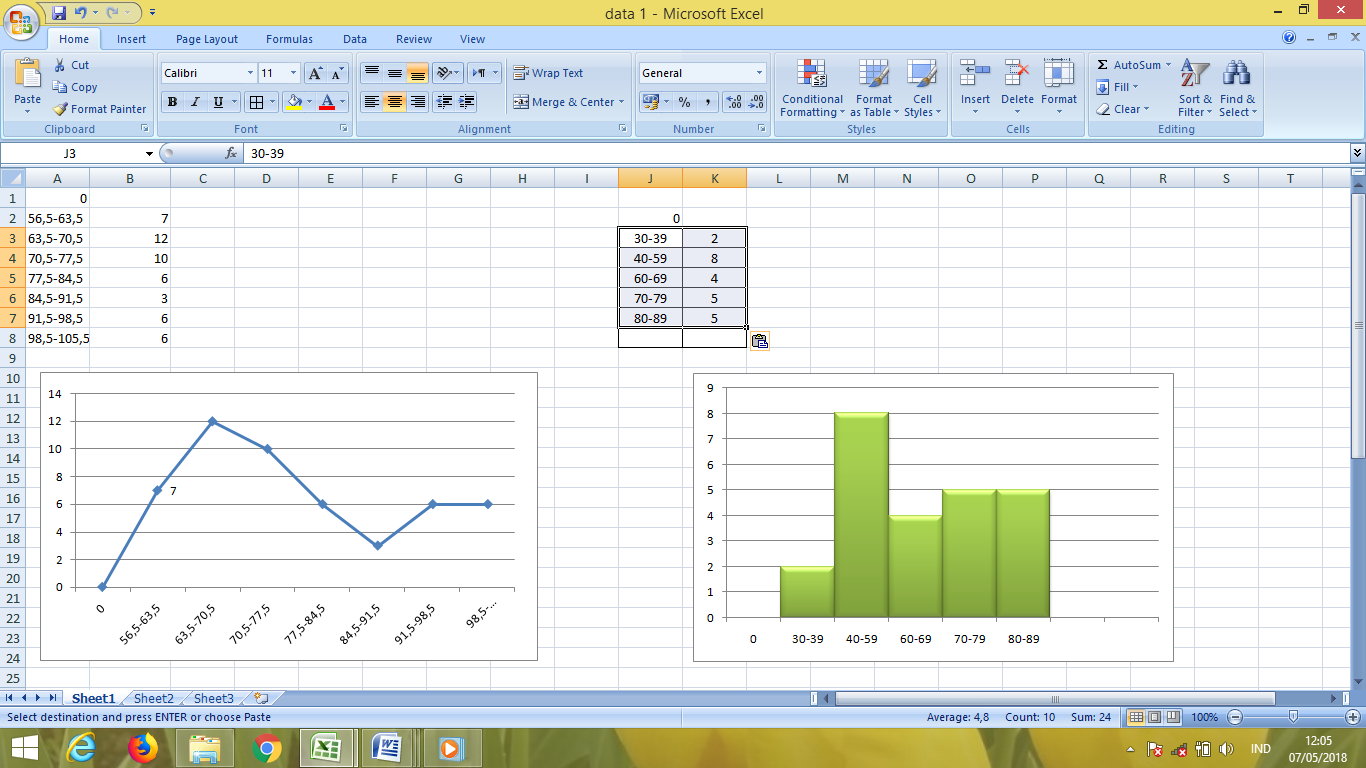 data 1 - Microsoft Excel
Home Insert Page Layout Formulas Data Review View
Paste Cut Copy Format Painter
Calibri 11
Wrap Text
Merge & Center
General
Conditional Formatting Format as Table Cell Styles
Insert Delete Format
AutoSum Fill Clear
Sort & Filter Find & Select
Clipboard Font Alignment Number Styles Cells Editing
J3 fx 30-39
A B C D E F G H I J K L M N O P Q R S T
1 0
2 56,5-63,5 7 0
3 63,5-70,5 12 30-39 2
4 70,5-77,5 10 40-59 8
5 77,5-84,5 6 60-69 4
6 84,5-91,5 3 70-79 5
7 91,5-98,5 6 80-89 5
8 98,5-105,5 6
9
10
11
12
13
14
15
16
17
18
19
20
21
22
23
24
25
14
12
10
8
6
4
2
0
7
0 56,5-63,5 63,5-70,5 70,5-77,5 77,5-84,5 84,5-91,5 91,5-98,5 98,5-...
9
8
7
6
5
4
3
2
1
0
0 30-39 40-59 60-69 70-79 80-89
Sheet1 Sheet2 Sheet3
Select destination and press ENTER or choose Paste Average: 4,8 Count: 10 Sum: 24 100%
IND 12:05
07/05/2018